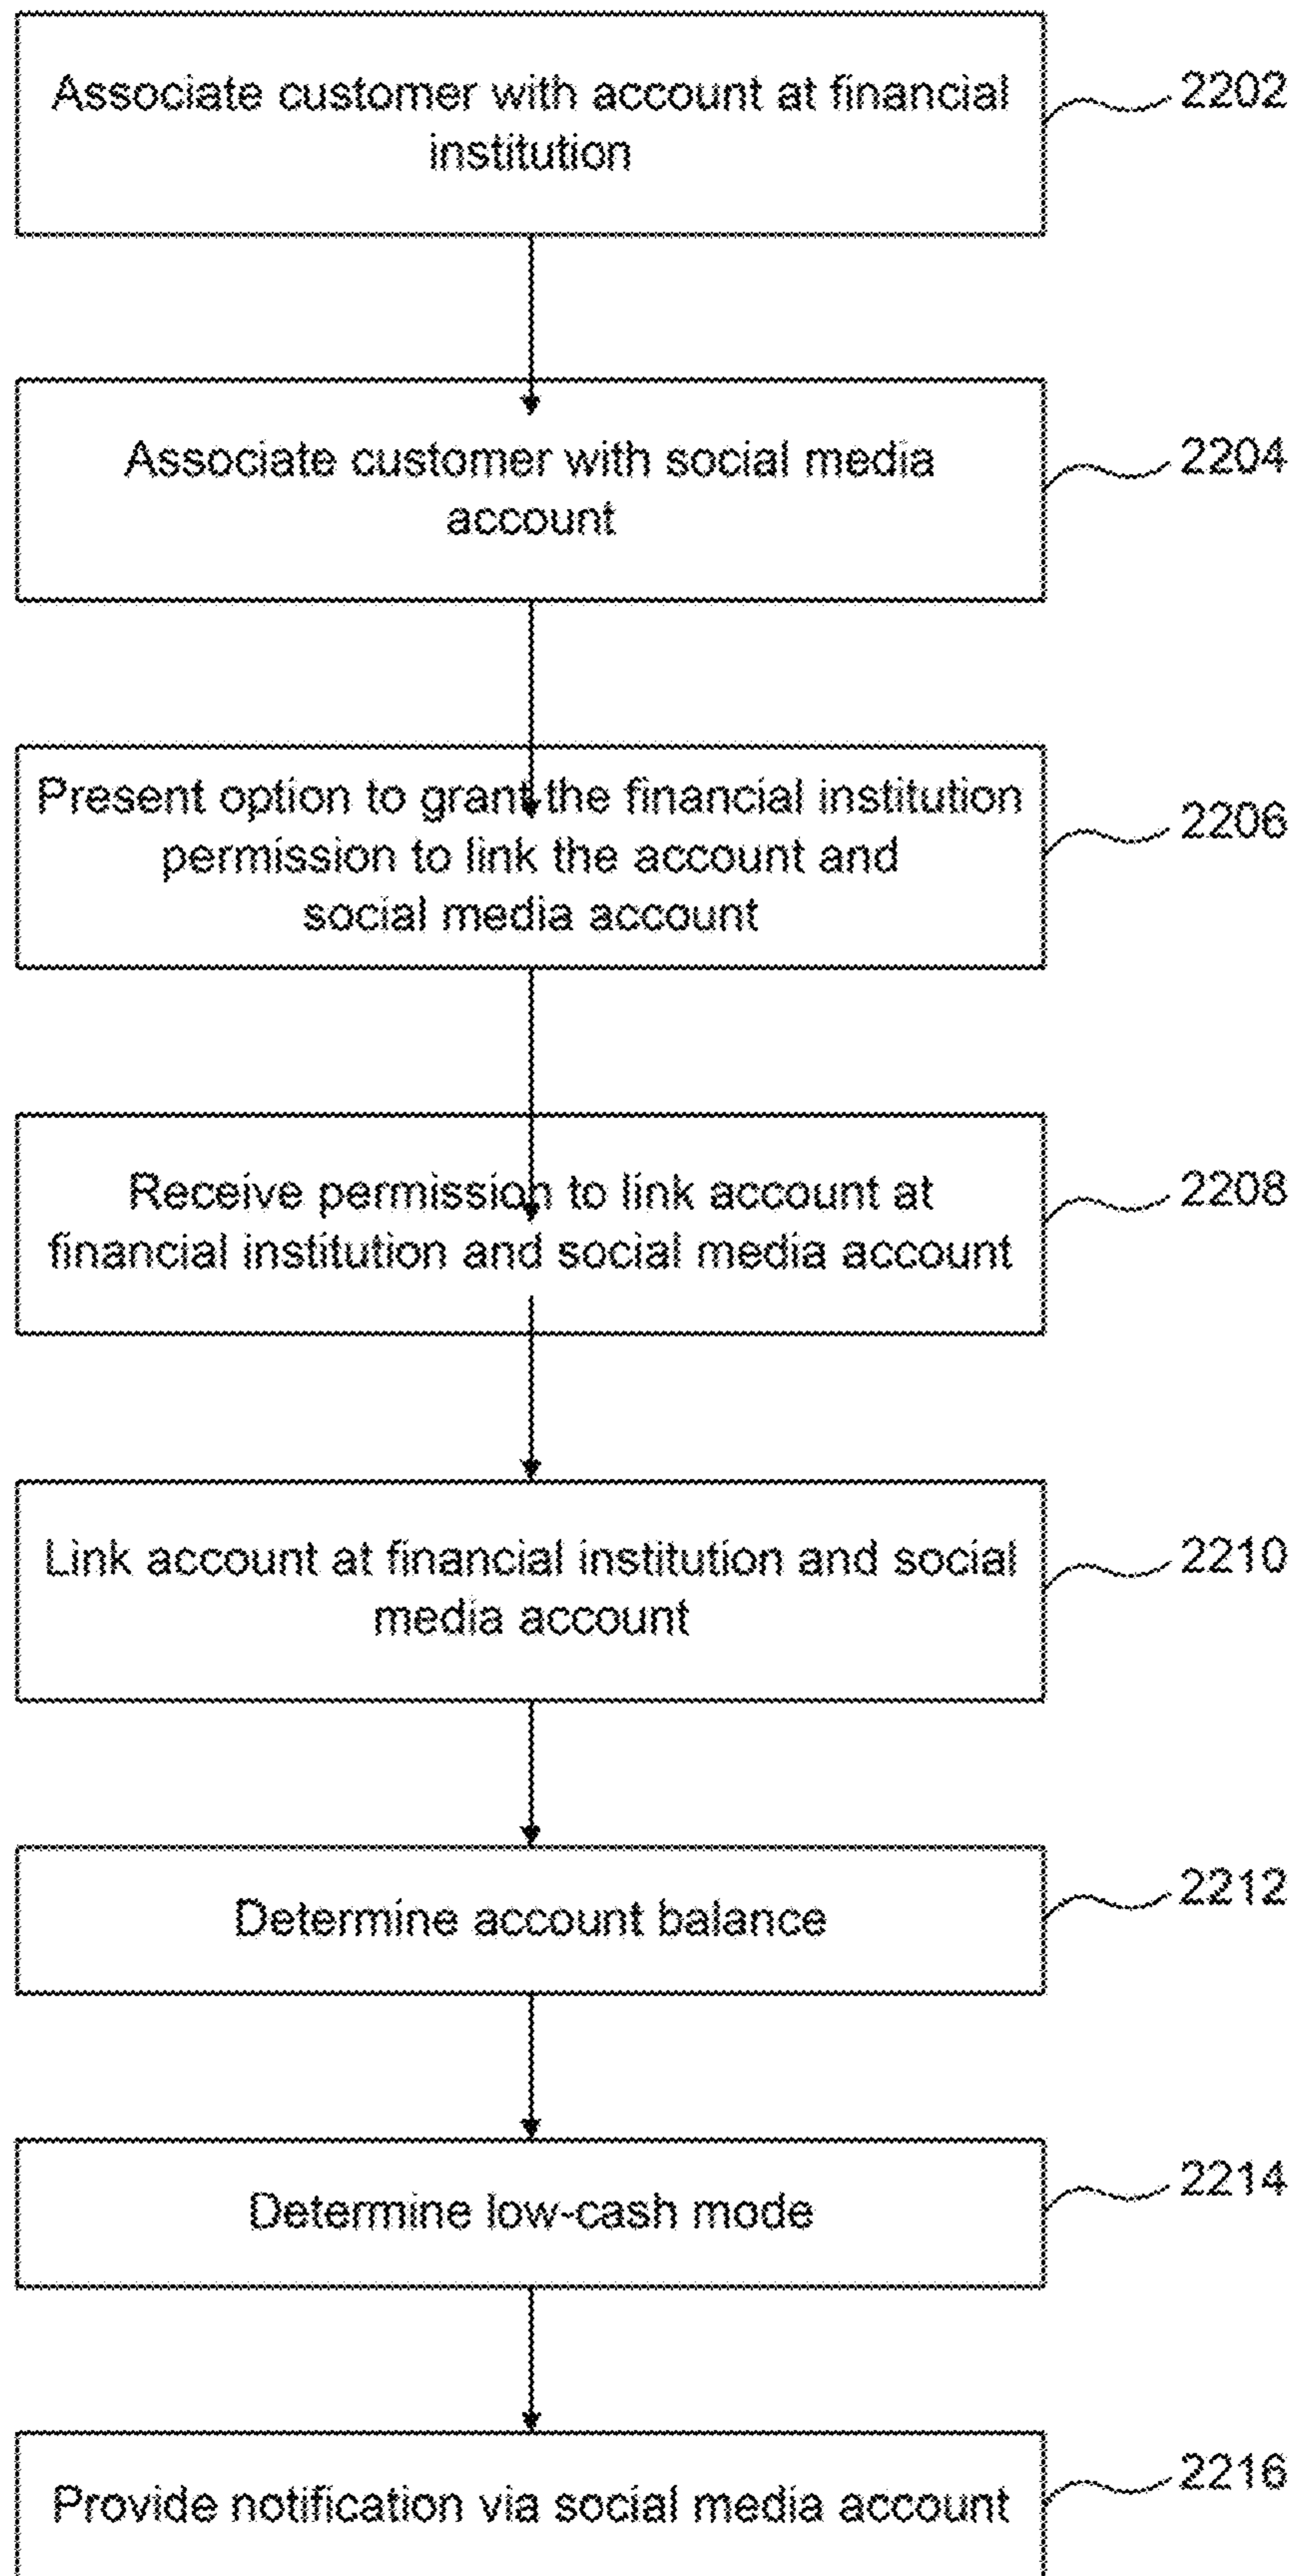 Associate customer with account at financial
institution
2202
Associate customer with social media
account
2204
Present option to grant the financial institution
permission to link the account and
social media account
2206
Receive permission to link account at
financial institution and social media account
2208
Link account at financial institution and social
media account
2210
Determine account balance
2212
Determine low-cash mode
2214
Provide notification via social media account
2216